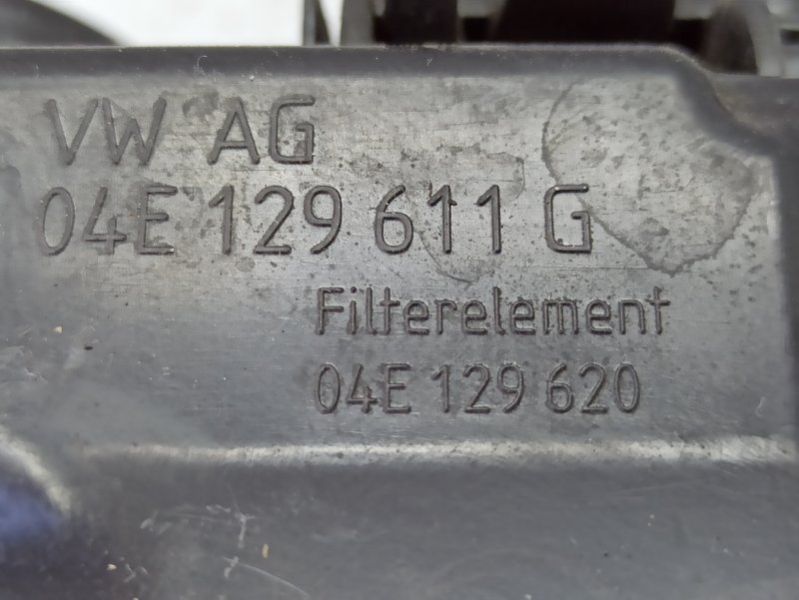 VW AG
04E 129 611 G
Filterelement
04E 129 620